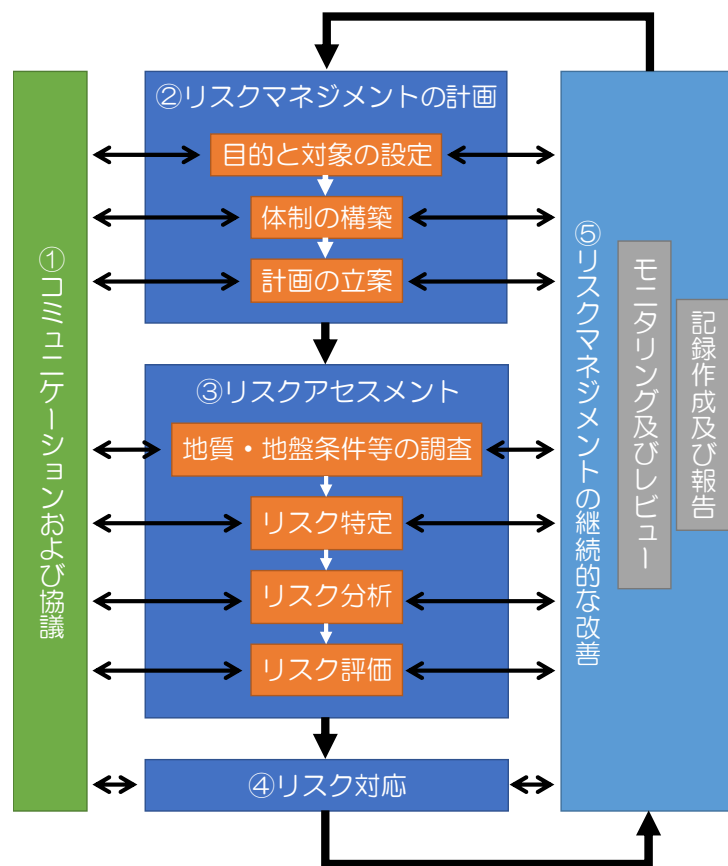 ①コミュニケーションおよび協議
②リスクマネジメントの計画
目的と対象の設定
体制の構築
計画の立案
③リスクアセスメント
地質・地盤条件等の調査
リスク特定
リスク分析
リスク評価
④リスク対応
⑤リスクマネジメントの継続的な改善
モニタリング及びレビュー
記録作成及び報告